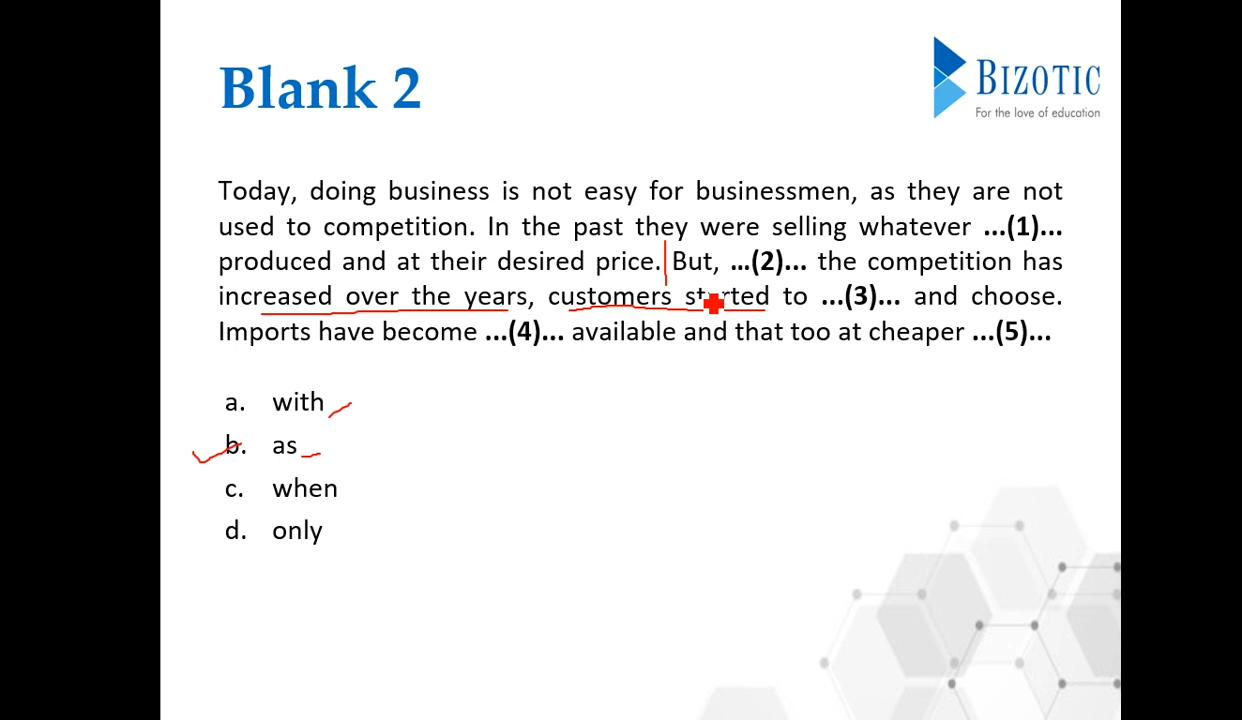 Blank 2
BIZOTIC
For the love of education
Today, doing business is not easy for businessmen, as they are not
used to competition. In the past they were selling whatever ...(1)...
produced and at their desired price. But, ...(2)... the competition has
increased over the years, customers started to ...(3)... and choose.
Imports have become ...(4)... available and that too at cheaper ...(5)...
a. with
b. as
c. when
d. only